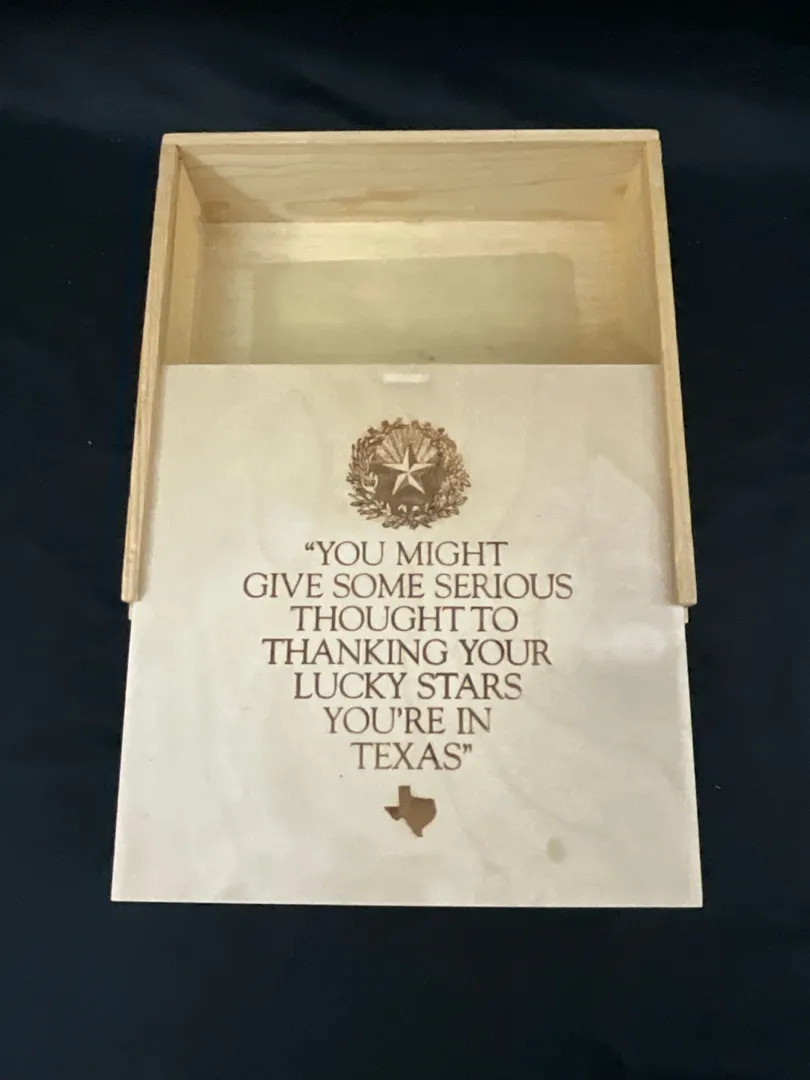 “YOU MIGHT
GIVE SOME SERIOUS
THOUGHT TO
THANKING YOUR
LUCKY STARS
YOU'RE IN
TEXAS”